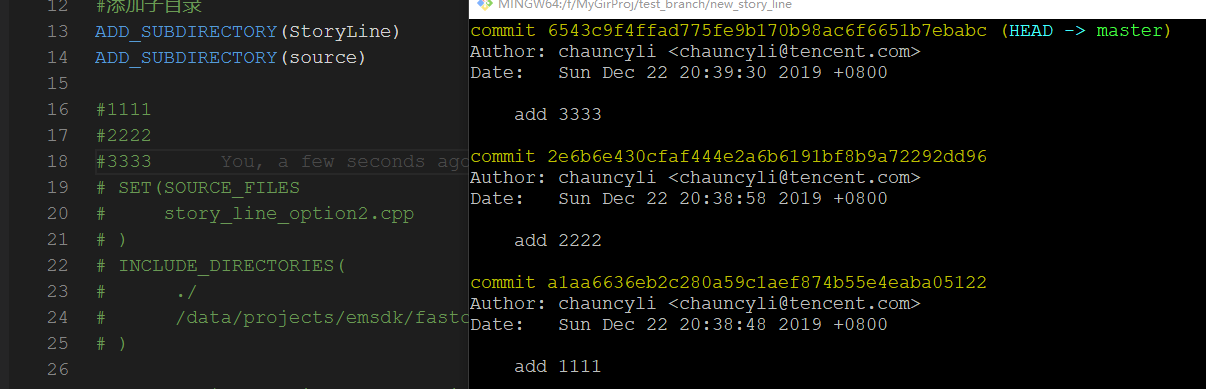 12 #添加子目录
13 ADD_SUBDIRECTORY(StoryLine)
14 ADD_SUBDIRECTORY(source)
15
16 #1111
17 #2222
18 #3333 You, a few seconds ago
19 # SET(SOURCE_FILES
20 # story_line_option2.cpp
21 # )
22 # INCLUDE_DIRECTORIES(
23 # ./
24 # /data/projects/emsdk/fastc
25 # )
26
MINGW64:/f/MyGirProj/test_branch/new_story_line
commit 6543c9f4ffad775fe9b170b98ac6f6651b7ebabc (HEAD -> master)
Author: chauncyli <chauncyli@tencent.com>
Date: Sun Dec 22 20:39:30 2019 +0800
add 3333
commit 2e6b6e430cfaf444e2a6b6191bf8b9a72292dd96
Author: chauncyli <chauncyli@tencent.com>
Date: Sun Dec 22 20:38:58 2019 +0800
add 2222
commit a1aa6636eb2c280a59c1aef874b55e4eaba05122
Author: chauncyli <chauncyli@tencent.com>
Date: Sun Dec 22 20:38:48 2019 +0800
add 1111